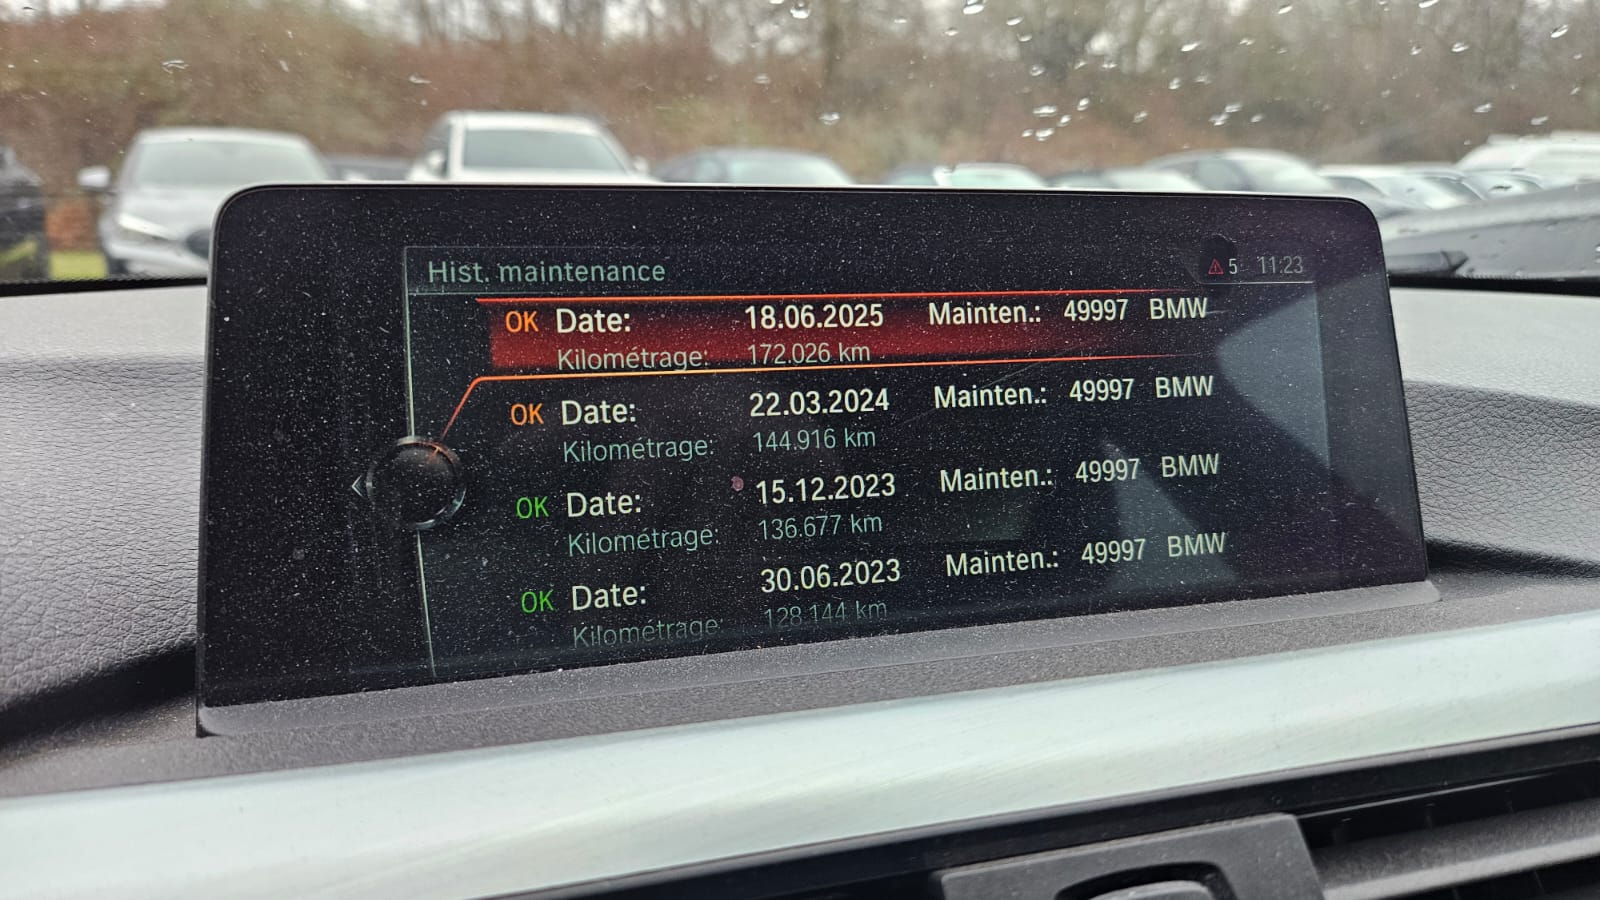 Hist. maintenance 5 11:23
OK Date: 18.06.2025 Mainten.: 49997 BMW
Kilométrage: 172.026 km
OK Date: 22.03.2024 Mainten.: 49997 BMW
Kilométrage: 144.916 km
OK Date: 15.12.2023 Mainten.: 49997 BMW
Kilométrage: 136.677 km
OK Date: 30.06.2023 Mainten.: 49997 BMW
Kilométrage: 128.144 km